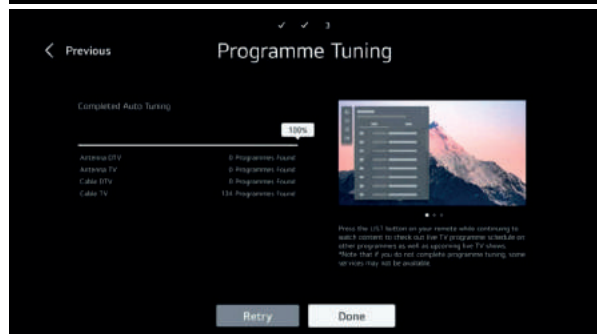 ✓ ✓ 3
Previous
Programme Tuning
Completed Auto Tuning
100%
Antenna DTV 0 Programmes Found
Antenna TV 0 Programmes Found
Cable DTV 0 Programmes Found
Cable TV 134 Programmes Found
Press the LIST button on your remote while continuing to
watch content to check out live TV programme schedule on
other programmes as well as upcoming live TV shows.
*Note that if you do not complete programme tuning, some
services may not be available.
Retry
Done